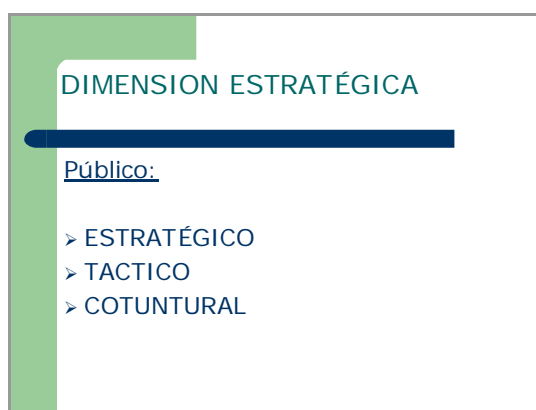 DIMENSION ESTRATÉGICA
Público:
➢ ESTRATÉGICO
➢ TACTICO
➢ COTUNTURAL